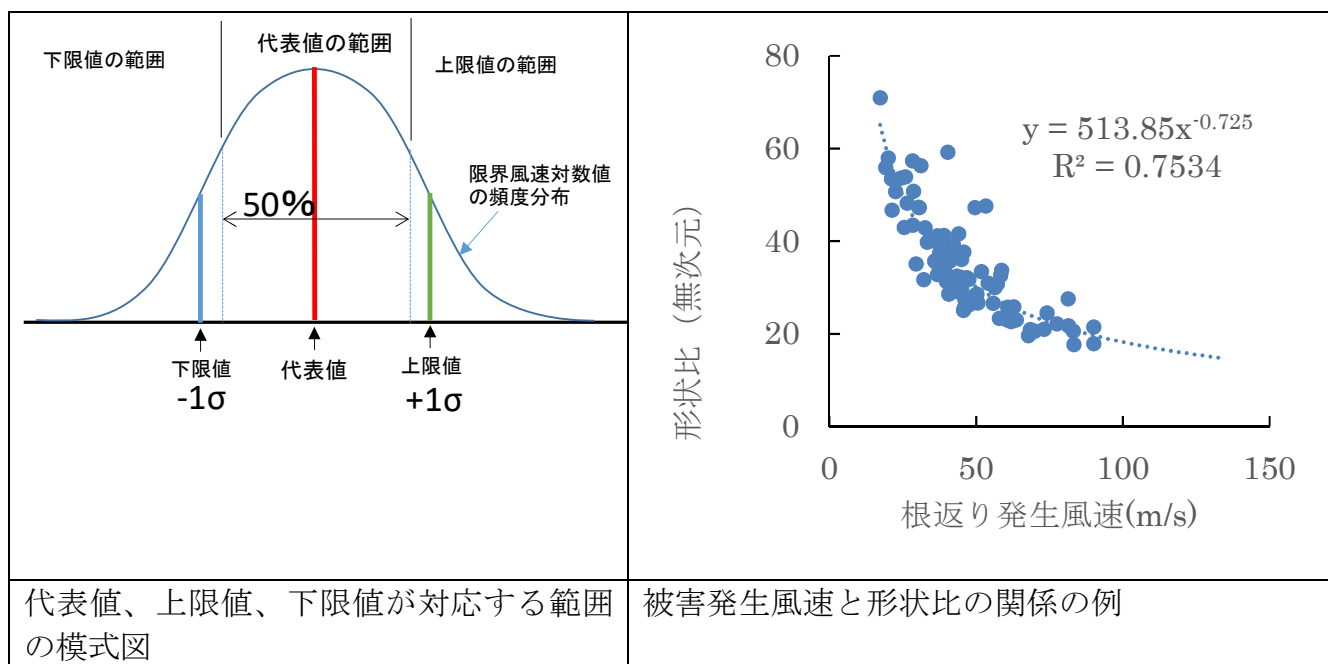 代表値の範囲
下限値の範囲
上限値の範囲
限界風速対数値
の頻度分布
50%
下限値
-1σ
代表値
上限値
+1σ
80
60
40
20
0
0
50
100
150
y = 513.85x^-0.725
R² = 0.7534
形状比（無次元）
根返り発生風速(m/s)
代表値、上限値、下限値が対応する範囲
の模式図
被害発生風速と形状比の関係の例